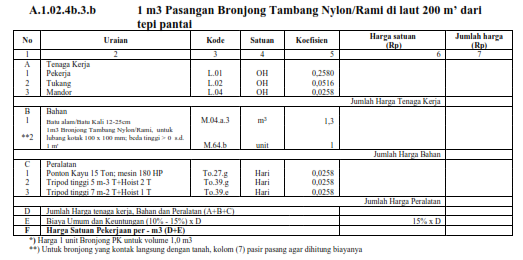 A.1.02.4b.3.b 1 m3 Pasangan Bronjong Tambang Nylon/Rami di laut 200 m’ dari
tepi pantai
No Uraian Kode Satuan Koefisien Harga satuan (Rp) Jumlah harga (Rp)
1 2 3 4 5 6 7
A Tenaga Kerja
1 Pekerja L.01 OH 0,2580
2 Tukang L.02 OH 0,0516
3 Mandor L.04 OH 0,0258
Jumlah Harga Tenaga Kerja
B Bahan
1 Batu alam/Batu Kali 12-25cm M.04.a.3 m³ 1,3
**2 1m3 Bronjong Tambang Nylon/Rami, untuk
lubang kotak 100 x 100 mm; beda tinggi > 0 s.d.
1 m' M.64.b unit 1
Jumlah Harga Bahan
C Peralatan
1 Ponton Kayu 15 Ton; mesin 180 HP To.27.g Hari 0,0258
2 Tripod tinggi 5 m-3 T+Hoist 2 T To.39.g Hari 0,0258
3 Tripod tinggi 7 m-2 T+Hoist 1 T To.39.e Hari 0,0258
Jumlah Harga Peralatan
D Jumlah Harga tenaga kerja, Bahan dan Peralatan (A+B+C)
E Biaya Umum dan Keuntungan (10% - 15%) x D 15% x D
F Harga Satuan Pekerjaan per - m3 (D+E)
*) Harga 1 unit Bronjong PK untuk volume 1,0 m3
**) Untuk bronjong yang kontak langsung dengan tanah, kolom (7) pasir pasang agar dihitung biayanya